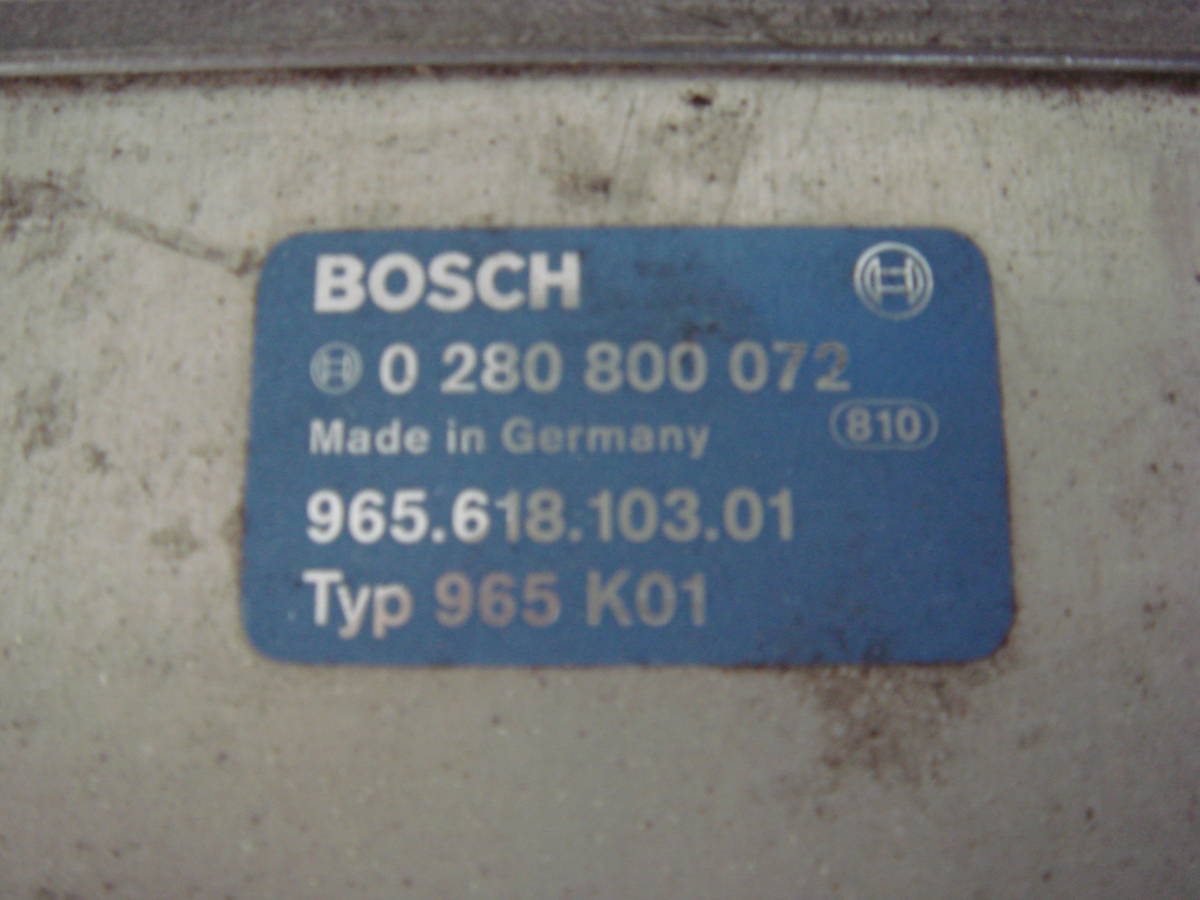 BOSCH
0 280 800 072
Made in Germany 810
965.618.103.01
Typ 965 K01